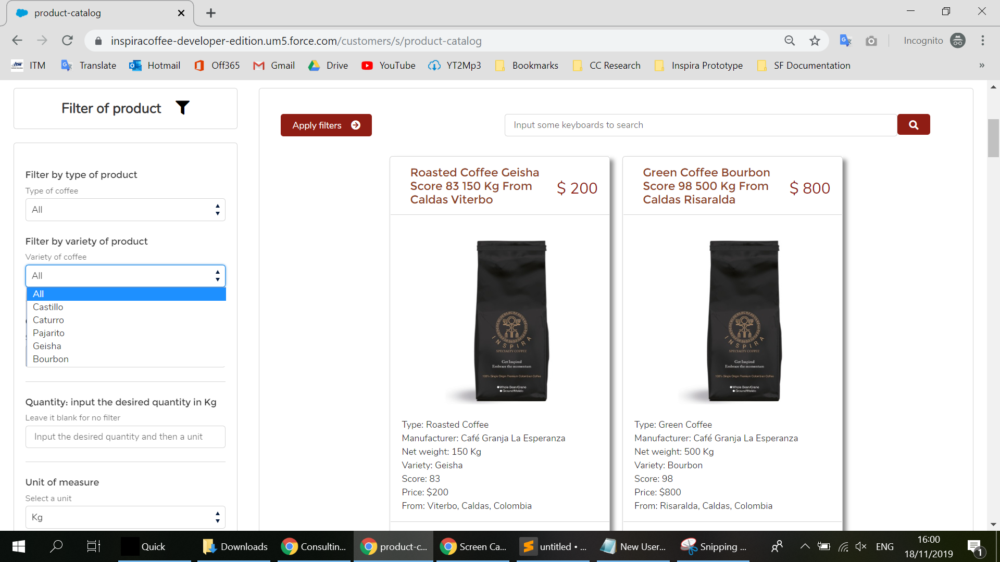 product-catalog
inspiracoffee-developer-edition.um5.force.com/customers/s/product-catalog
Incognito
ITM
Translate
Hotmail
Off365
Gmail
Drive
YouTube
YT2Mp3
Bookmarks
CC Research
Inspira Prototype
SF Documentation
»
Filter of product
Filter by type of product
Type of coffee
All
Filter by variety of product
Variety of coffee
All
All
Castillo
Caturro
Pajarito
Geisha
Bourbon
Quantity: input the desired quantity in Kg
Leave it blank for no filter
Input the desired quantity and then a unit
Unit of measure
Select a unit
Kg
Apply filters
Input some keyboards to search
Roasted Coffee Geisha
Score 83 150 Kg From
Caldas Viterbo
$ 200
INSPIRA
SPECIALTY COFFEE
Get Inspired
Embrace the momentum
100% Single Origin Premium Colombian Coffee
Whole Bean/Grano
Ground/Molido
Type: Roasted Coffee
Manufacturer: Café Granja La Esperanza
Net weight: 150 Kg
Variety: Geisha
Score: 83
Price: $200
From: Viterbo, Caldas, Colombia
Green Coffee Bourbon
Score 98 500 Kg From
Caldas Risaralda
$ 800
INSPIRA
SPECIALTY COFFEE
Get Inspired
Embrace the momentum
100% Single Origin Premium Colombian Coffee
Whole Bean/Grano
Ground/Molido
Type: Green Coffee
Manufacturer: Café Granja La Esperanza
Net weight: 500 Kg
Variety: Bourbon
Score: 98
Price: $800
From: Risaralda, Caldas, Colombia
Quick
Downloads
Consultin...
product-c...
Screen Ca...
untitled • ...
New User...
Snipping ...
ENG
16:00
18/11/2019
1